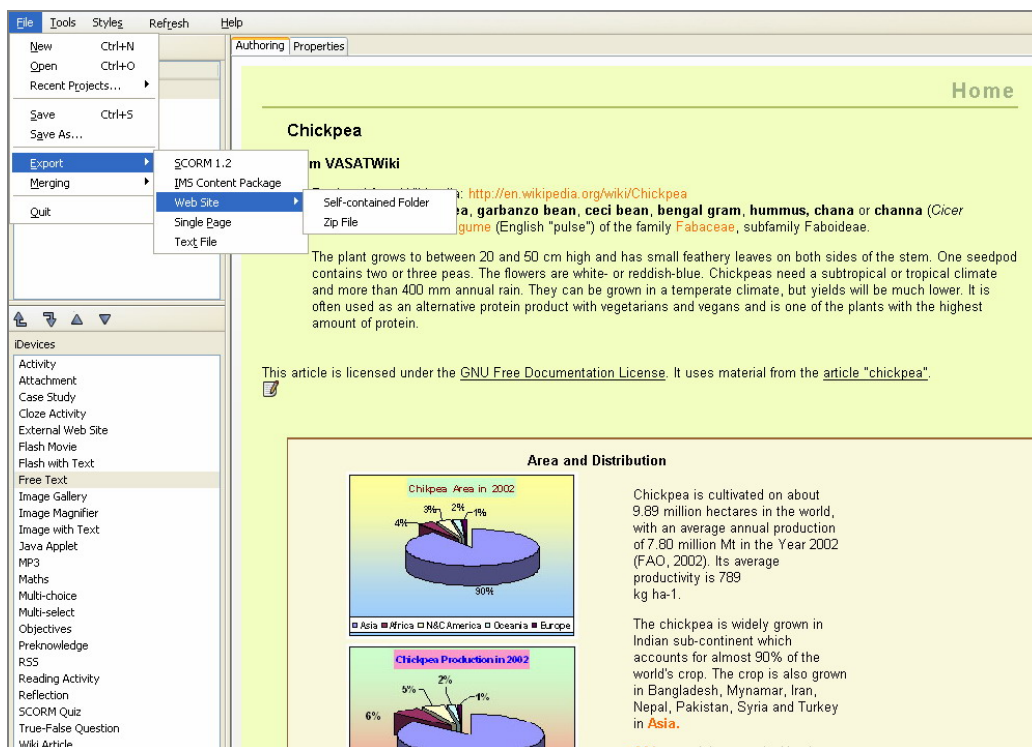 File Tools Styles Refresh Help
New Ctrl+N
Open Ctrl+O
Recent Projects...
Save Ctrl+S
Save As...
Export
Merging
Quit
SCORM 1.2
IMS Content Package
Web Site
Single Page
Text File
Self-contained Folder
Zip File
iDevices
Activity
Attachment
Case Study
Cloze Activity
External Web Site
Flash Movie
Flash with Text
Free Text
Image Gallery
Image Magnifier
Image with Text
Java Applet
MP3
Maths
Multi-choice
Multi-select
Objectives
Preknowledge
RSS
Reading Activity
Reflection
SCORM Quiz
True-False Question
Wiki Article
Authoring Properties
Home
Chickpea
m VASATWiki
: http://en.wikipedia.org/wiki/Chickpea
ea, garbanzo bean, ceci bean, bengal gram, hummus, chana or channa (Cicer
gume (English "pulse") of the family Fabaceae, subfamily Faboideae.
The plant grows to between 20 and 50 cm high and has small feathery leaves on both sides of the stem. One seedpod
contains two or three peas. The flowers are white- or reddish-blue. Chickpeas need a subtropical or tropical climate
and more than 400 mm annual rain. They can be grown in a temperate climate, but yields will be much lower. It is
often used as an alternative protein product with vegetarians and vegans and is one of the plants with the highest
amount of protein.
This article is licensed under the GNU Free Documentation License. It uses material from the article "chickpea".
Area and Distribution
Chikpea Area in 2002
3% 2% 1%
4%
90%
Asia Africa N&C America Oceania Europe
Chickpea Production in 2002
2%
5% 1%
6%
Chickpea is cultivated on about
9.89 million hectares in the world,
with an average annual production
of 7.80 million Mt in the Year 2002
(FAO, 2002). Its average
productivity is 789
kg ha-1.
The chickpea is widely grown in
Indian sub-continent which
accounts for almost 90% of the
world's crop. The crop is also grown
in Bangladesh, Mynamar, Iran,
Nepal, Pakistan, Syria and Turkey
in Asia.